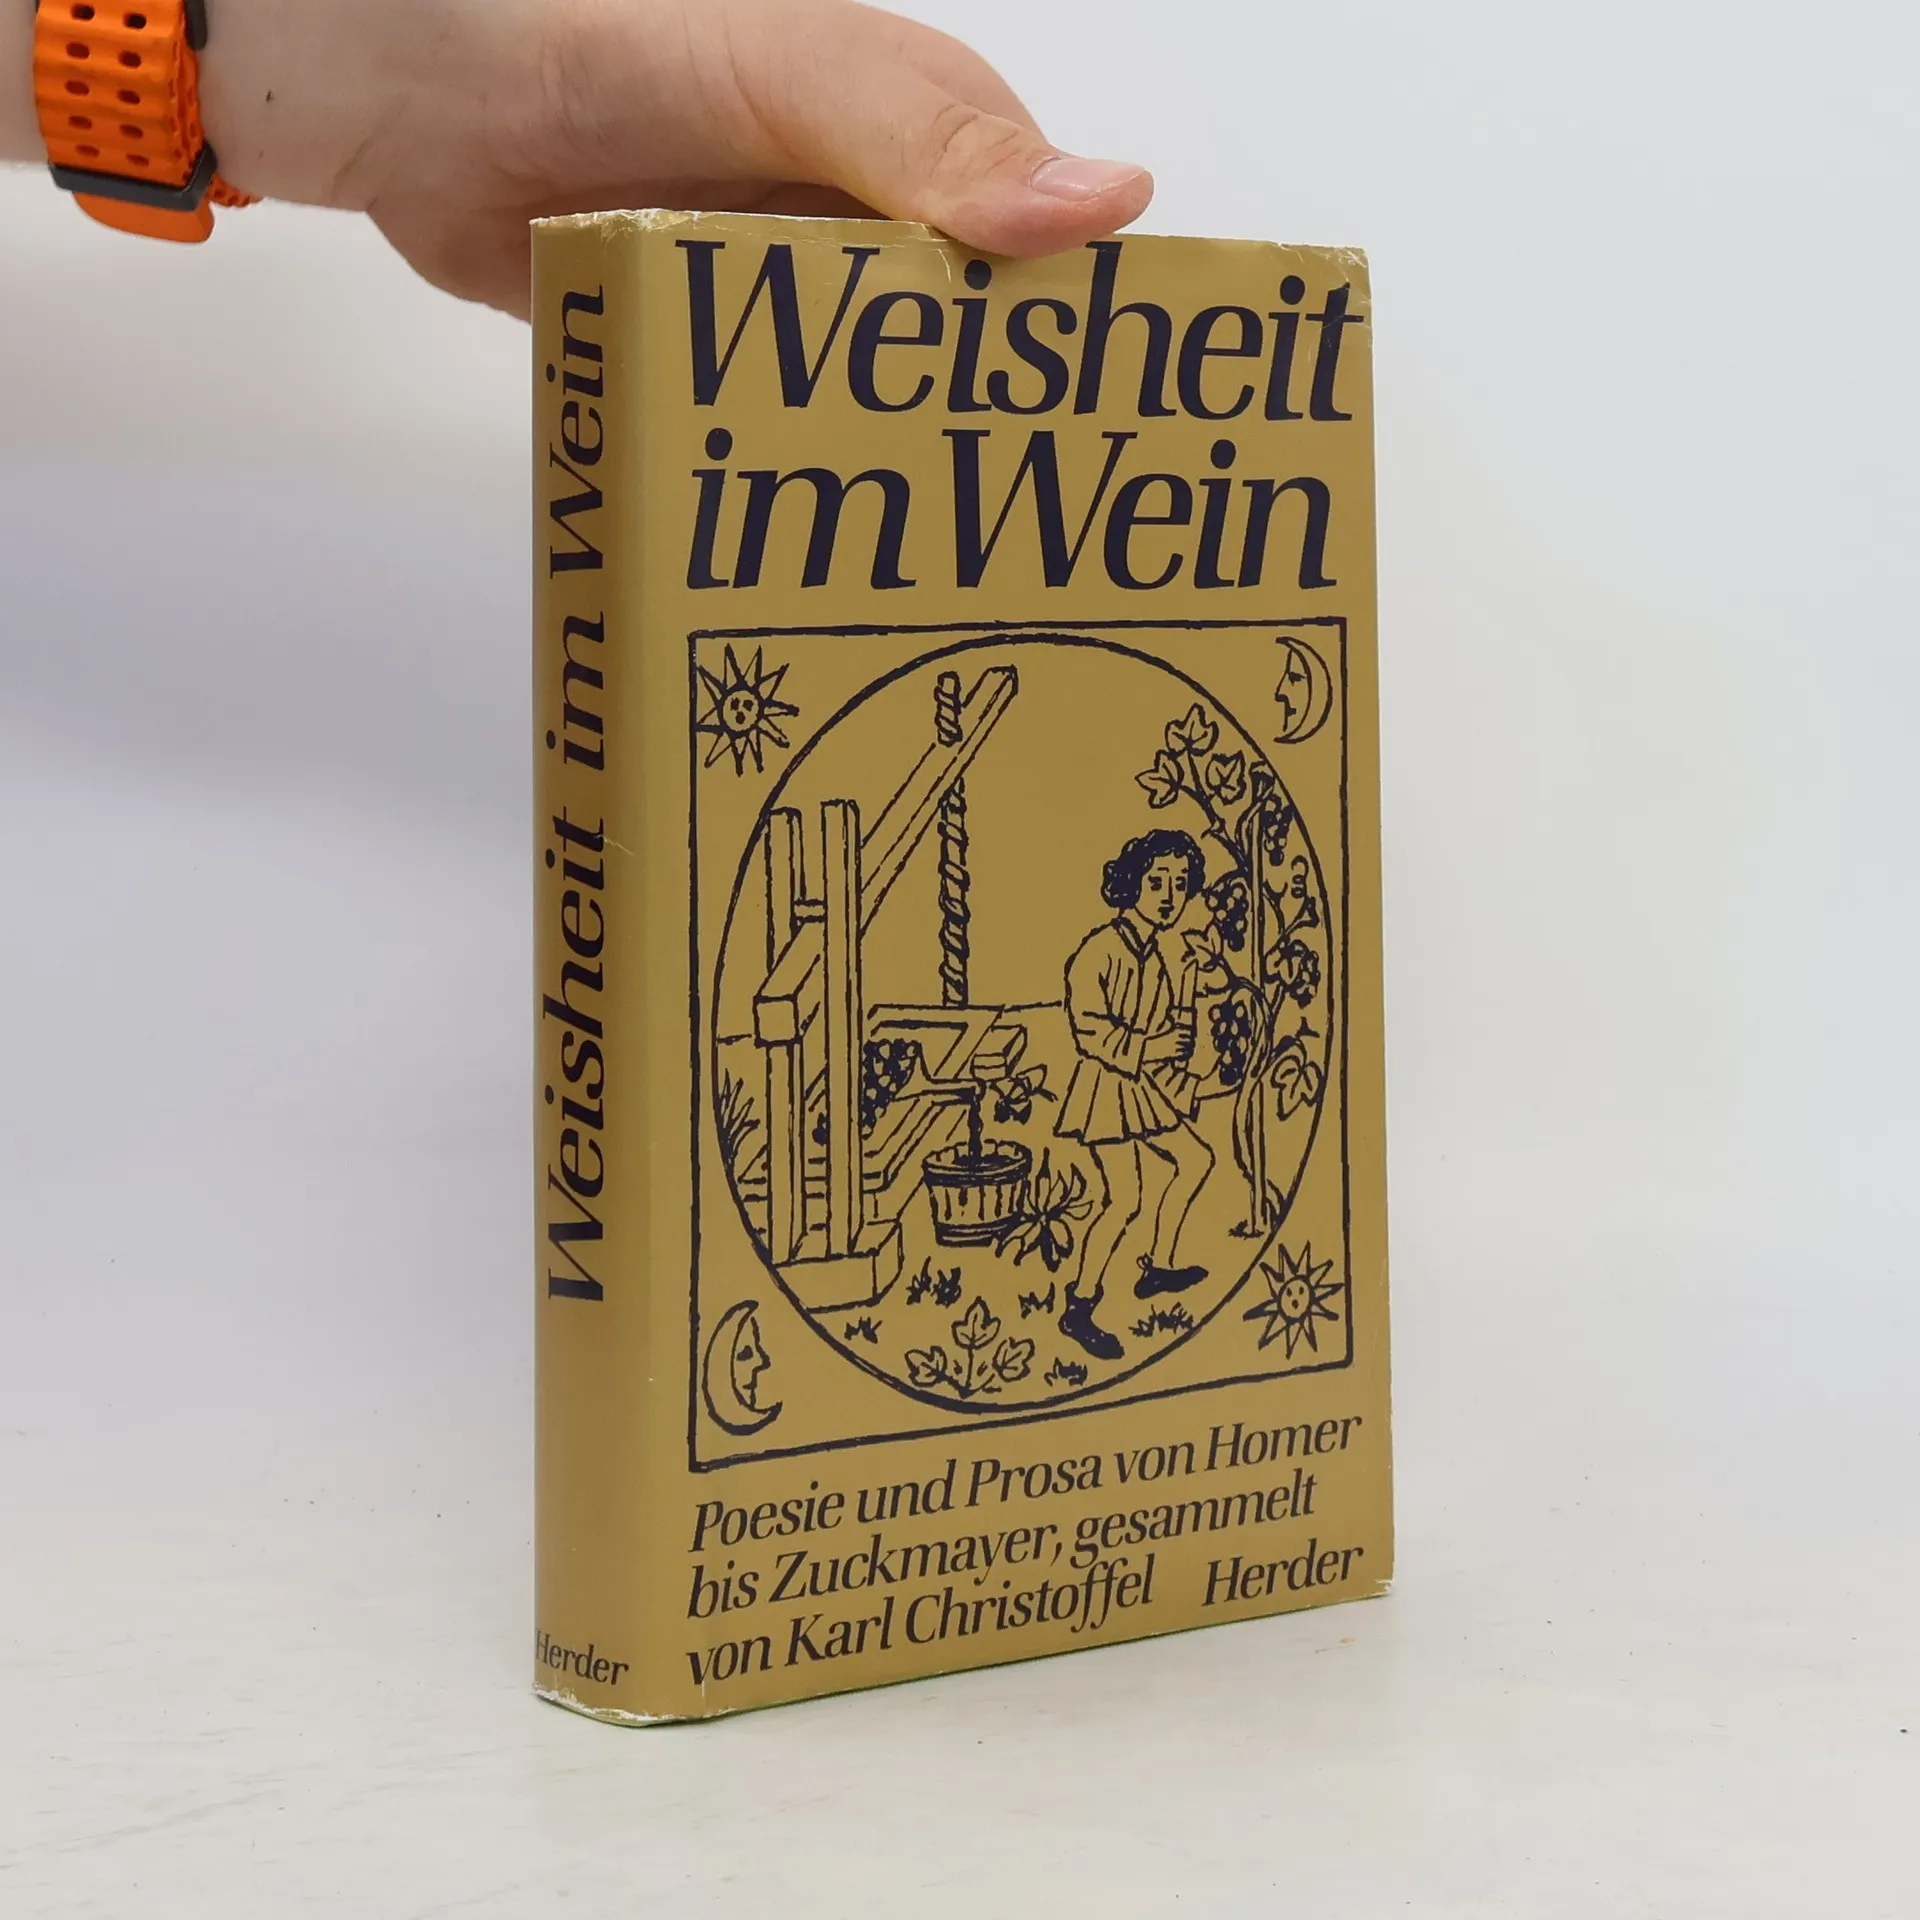 Weisheit im Wein
Herder
Weisheit
im Wein
Poesie und Prosa von Homer
bis Zuckmayer, gesammelt
von Karl Christoffel Herder